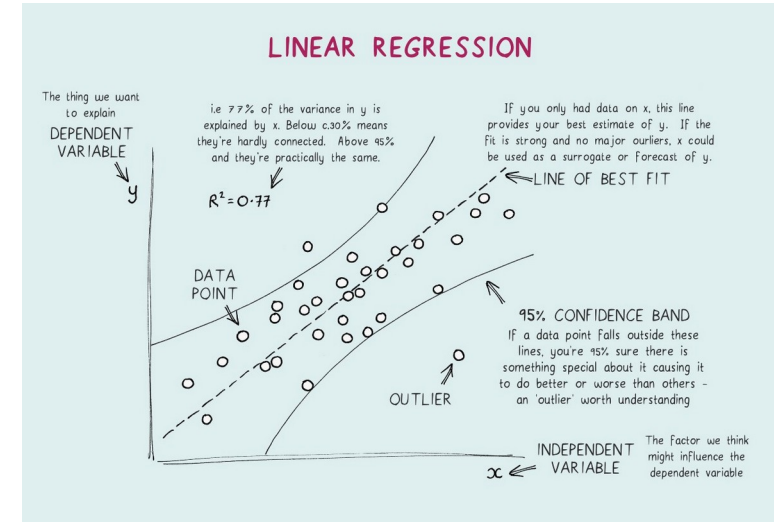 LINEAR REGRESSION
The thing we want
to explain
DEPENDENT
VARIABLE
y
i.e 77% of the variance in y is
explained by x. Below c.30% means
they're hardly connected. Above 95%
and they're practically the same.
R²=0.77
If you only had data on x, this line
provides your best estimate of y. If the
fit is strong and no major ourliers, x could
be used as a surrogate or forecast of y.
LINE OF BEST FIT
DATA
POINT
95% CONFIDENCE BAND
If a data point falls outside these
lines, you're 95% sure there is
something special about it causing it
to do better or worse than others -
an 'outlier' worth understanding
OUTLIER
x
INDEPENDENT
VARIABLE
The factor we think
might influence the
dependent variable